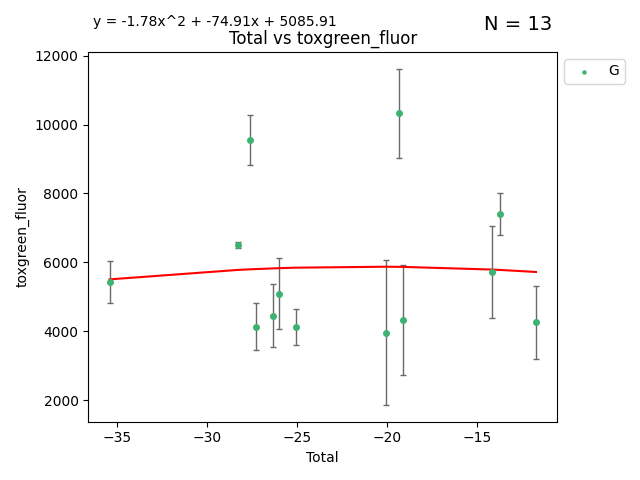 y = -1.78x^2 + -74.91x + 5085.91
N = 13
Total vs toxgreen_fluor
G
toxgreen_fluor
12000
10000
8000
6000
4000
2000
−35
−30
−25
−20
−15
Total